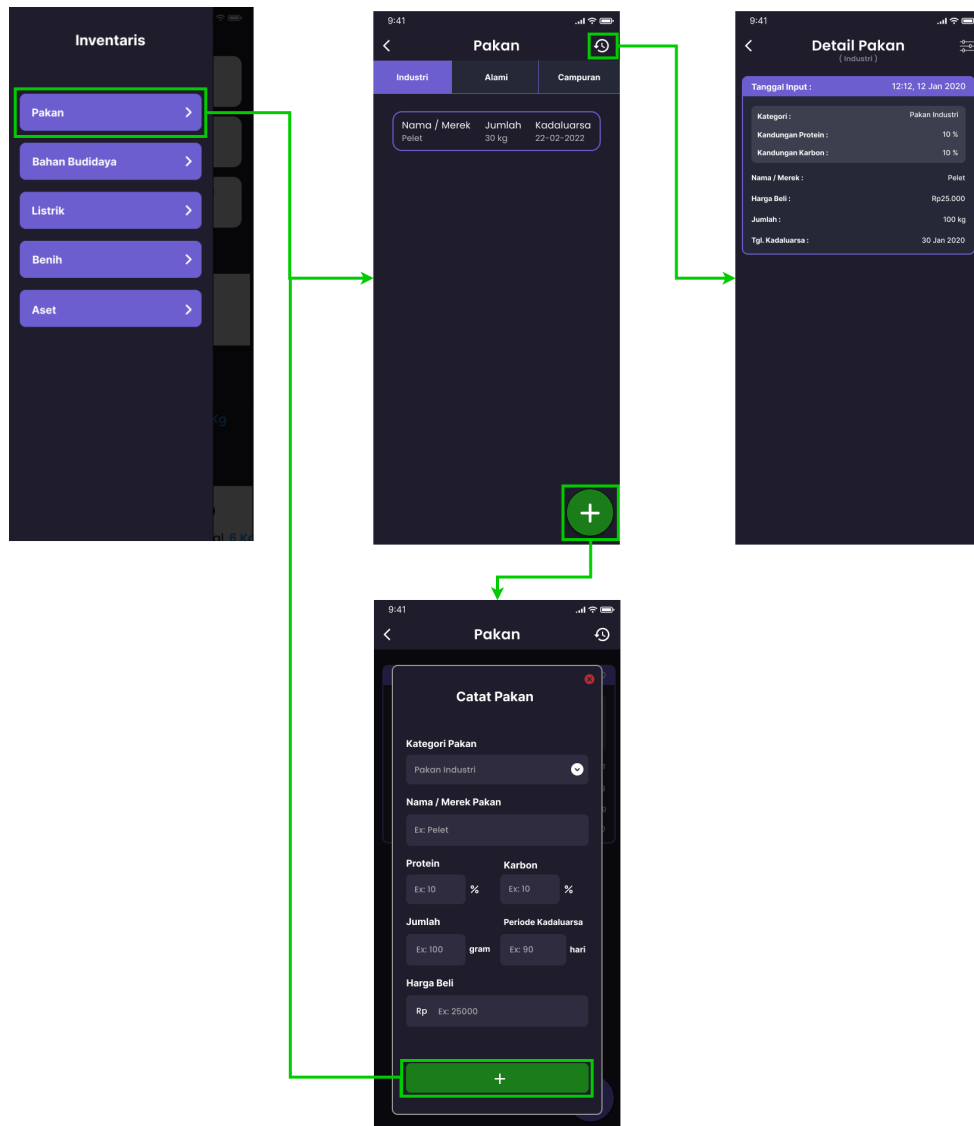 Inventaris
Pakan
Bahan Budidaya
Listrik
Benih
Aset
Kg
al 6 Kg
9:41
Pakan
Industri Alami Campuran
Nama / Merek Jumlah Kadaluarsa
Pelet 30 kg 22-02-2022
9:41
Detail Pakan
( Industri )
Tanggal Input : 12:12, 12 Jan 2020
Kategori : Pakan Industri
Kandungan Protein : 10 %
Kandungan Karbon : 10 %
Nama / Merek : Pelet
Harga Beli : Rp25.000
Jumlah : 100 kg
Tgl. Kadaluarsa : 30 Jan 2020
9:41
Pakan
Catat Pakan
Kategori Pakan
Pakan Industri
Nama / Merek Pakan
Ex: Pelet
Protein Karbon
Ex: 10 % Ex: 10 %
Jumlah Periode Kadaluarsa
Ex: 100 gram Ex: 90 hari
Harga Beli
Rp Ex: 25000
+